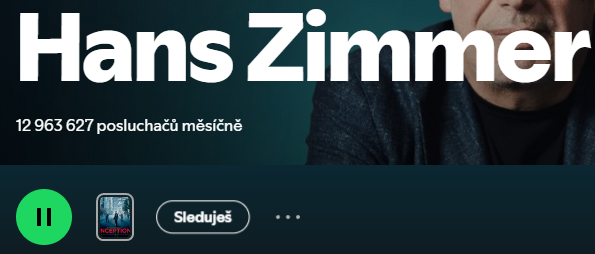 Hans Zimmer
12 963 627 posluchačů měsíčně
INCEPTION
Sleduješ